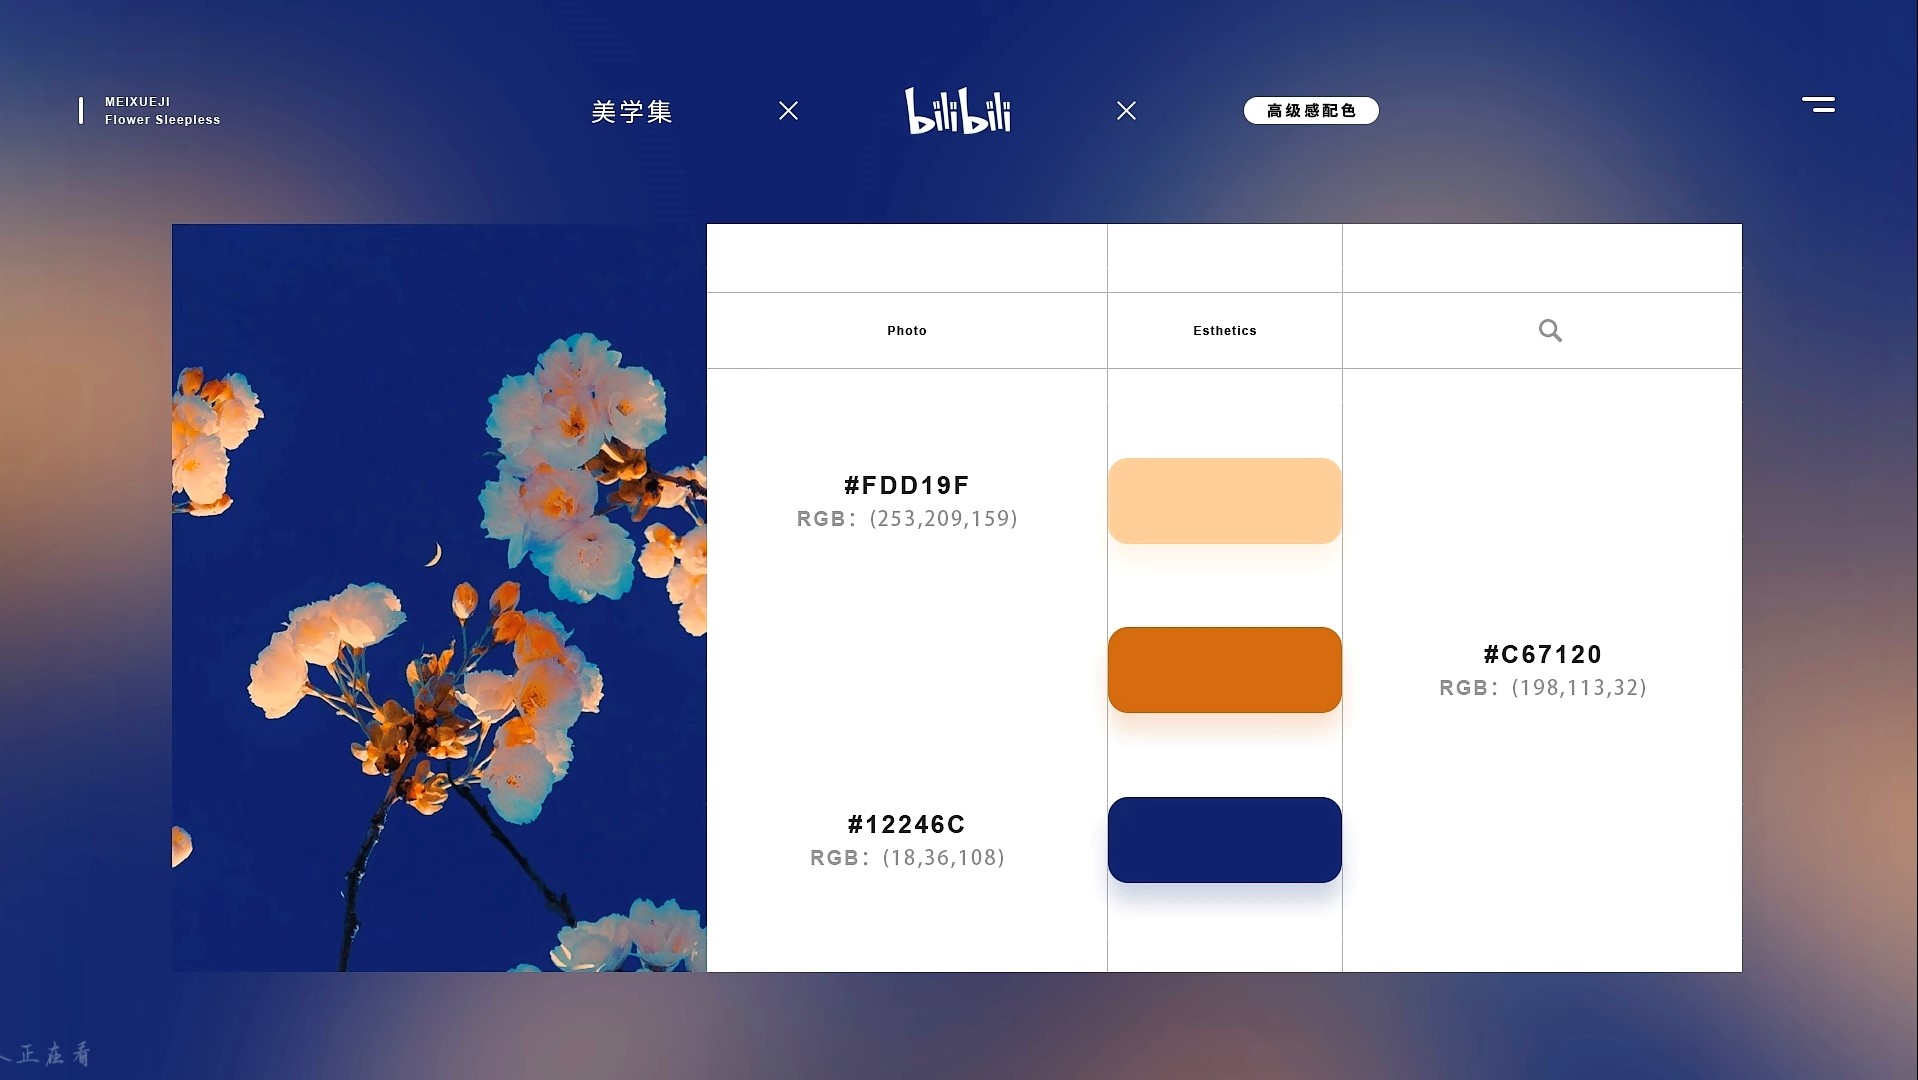 MEIXUEJI
Flower Sleepless
美学集
bilibili
高级感配色
Photo
Esthetics
#FDD19F
RGB：(253,209,159)
#C67120
RGB：(198,113,32)
#12246C
RGB：(18,36,108)
人正在看